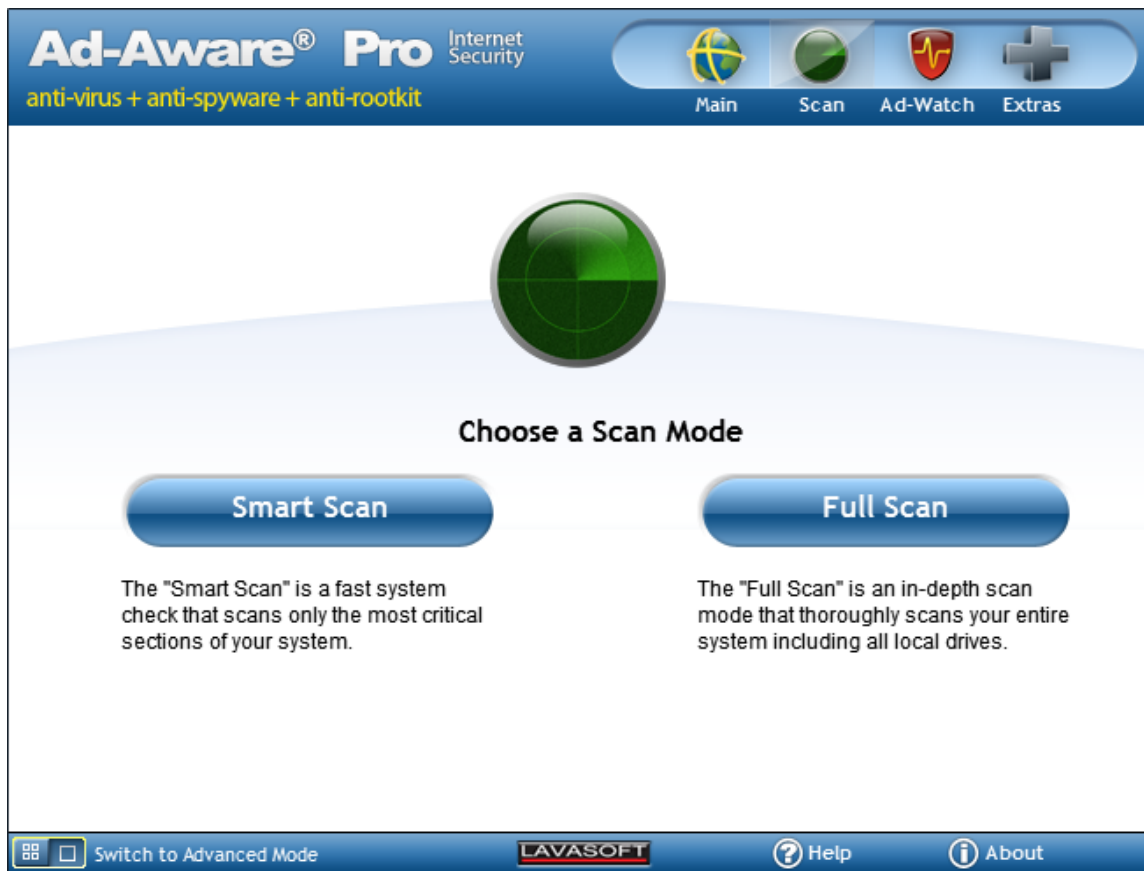 Ad-Aware® Pro Internet Security
anti-virus + anti-spyware + anti-rootkit
Main Scan Ad-Watch Extras
Choose a Scan Mode
Smart Scan
The "Smart Scan" is a fast system
check that scans only the most critical
sections of your system.
Full Scan
The "Full Scan" is an in-depth scan
mode that thoroughly scans your entire
system including all local drives.
Switch to Advanced Mode
LAVASOFT
Help
About